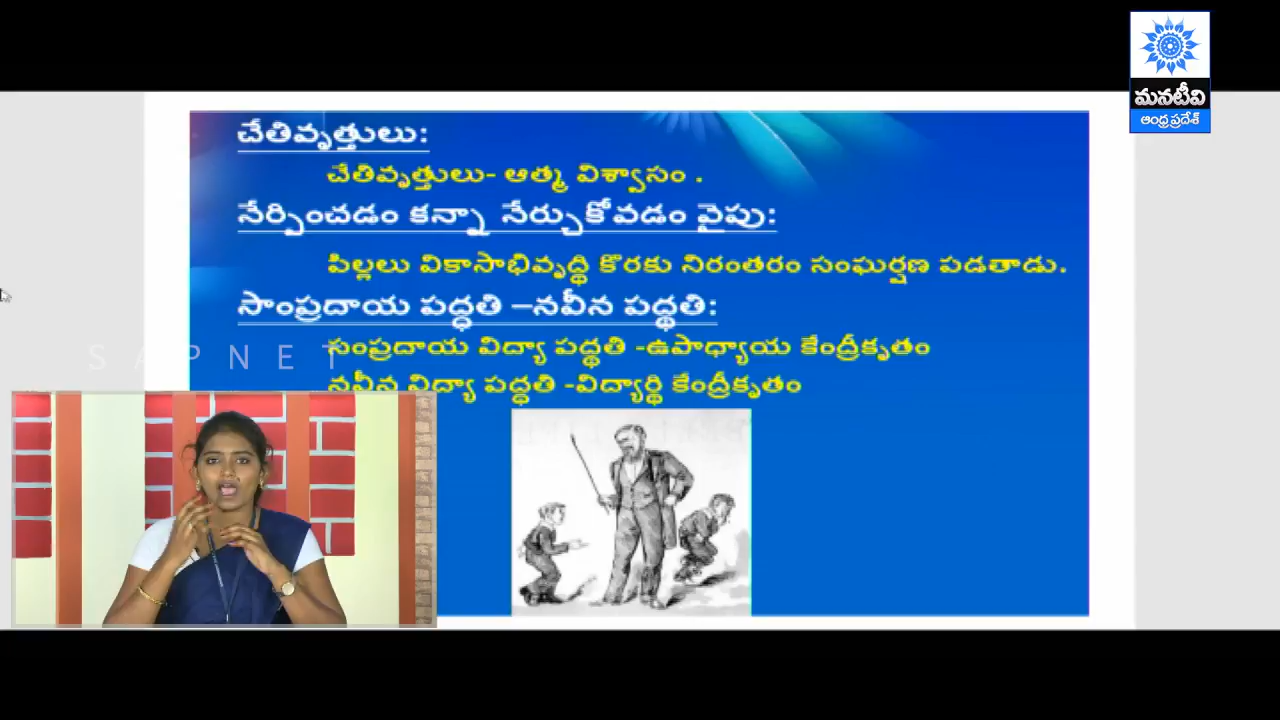 మనటీవి
ఆంధ్రప్రదేశ్
చేతివృత్తులు:
చేతివృత్తులు- ఆత్మ విశ్వాసం .
నేర్పించడం కన్నా నేర్చుకోవడం వైపు:
పిల్లలు వికాసాభివృద్ధి కొరకు నిరంతరం సంఘర్షణ పడతాడు.
సాంప్రదాయ పద్ధతి –నవీన పద్ధతి:
సంప్రదాయ విద్యా పద్ధతి -ఉపాధ్యాయ కేంద్రీకృతం
నవీన విద్యా పద్ధతి -విద్యార్థి కేంద్రీకృతం
SAPNET